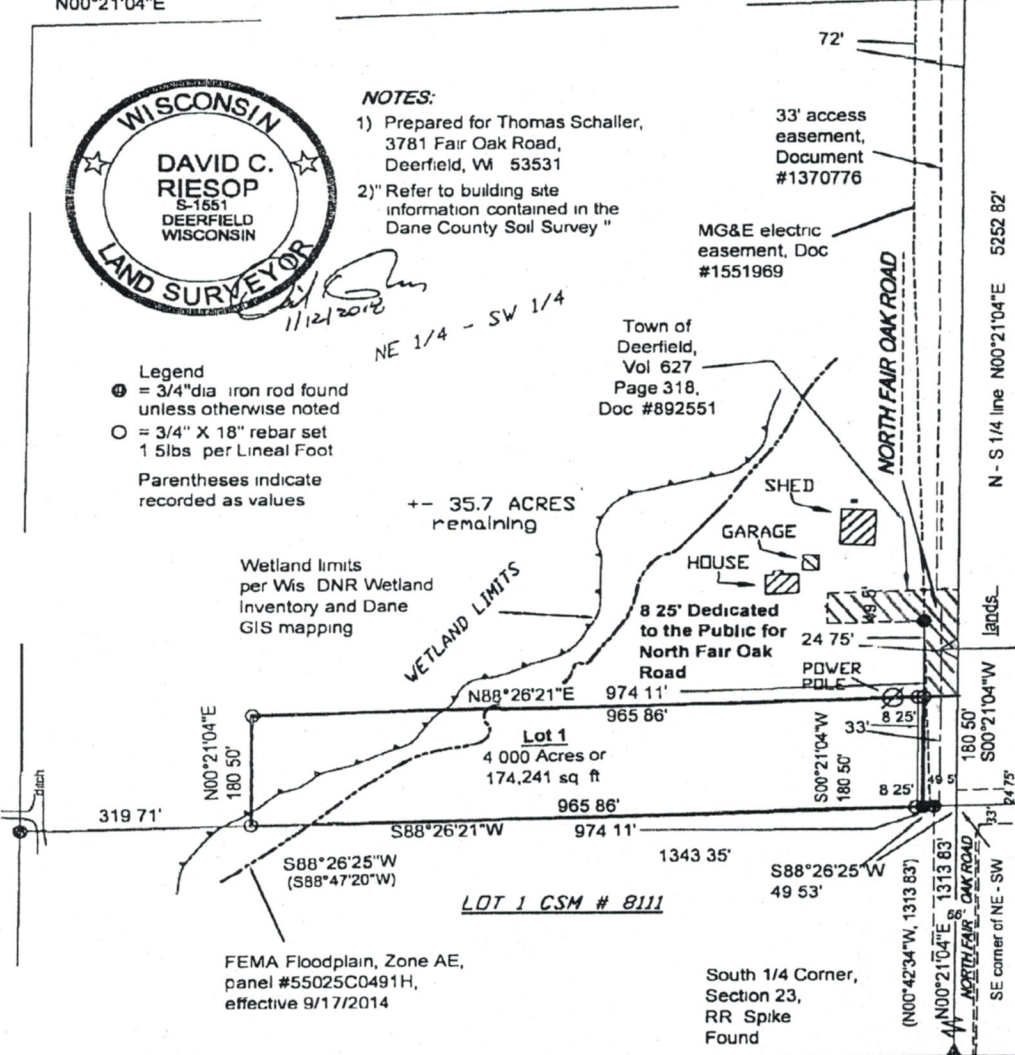 N00°21'04"E
72'
WISCONSIN
DAVID C.
RIESOP
S-1551
DEERFIELD
WISCONSIN
LAND SURVEYOR
1/12/2018
NOTES:
1) Prepared for Thomas Schaller,
3781 Fair Oak Road,
Deerfield, WI 53531
2)" Refer to building site
information contained in the
Dane County Soil Survey "
33' access
easement,
Document
#1370776
MG&E electric
easement, Doc
#1551969
NORTH FAIR OAK ROAD
N - S 1/4 line N00°21'04"E 5252 82'
NE 1/4 - SW 1/4
Town of
Deerfield,
Vol 627
Page 318,
Doc #892551
Legend
= 3/4"dia iron rod found
unless otherwise noted
= 3/4" X 18" rebar set
1 5lbs per Lineal Foot
Parentheses indicate
recorded as values
+- 35.7 ACRES
remaining
SHED
GARAGE
HOUSE
Wetland limits
per Wis DNR Wetland
Inventory and Dane
GIS mapping
WETLAND LIMITS
8 25' Dedicated
to the Public for
North Fair Oak
Road
49 5'
24 75'
lands
POWER
POLE
N88°26'21"E 974 11'
965 86'
8 25'
33'
Lot 1
4 000 Acres or
174,241 sq ft
N00°21'04"E
180 50'
S00°21'04"W
180 50'
180 50'
S00°21'04"W
8 25'
49 5'
24 75'
33'
Ditch
319 71'
965 86'
S88°26'21"W 974 11'
1343 35'
S88°26'25"W
(S88°47'20"W)
S88°26'25"W
49 53'
LOT 1 CSM # 8111
(N00°42'34"W, 1313 83')
N00°21'04"E 1313 83'
66'
NORTH FAIR OAK ROAD
SE corner of NE - SW
FEMA Floodplain, Zone AE,
panel #55025C0491H,
effective 9/17/2014
South 1/4 Corner,
Section 23,
RR Spike
Found